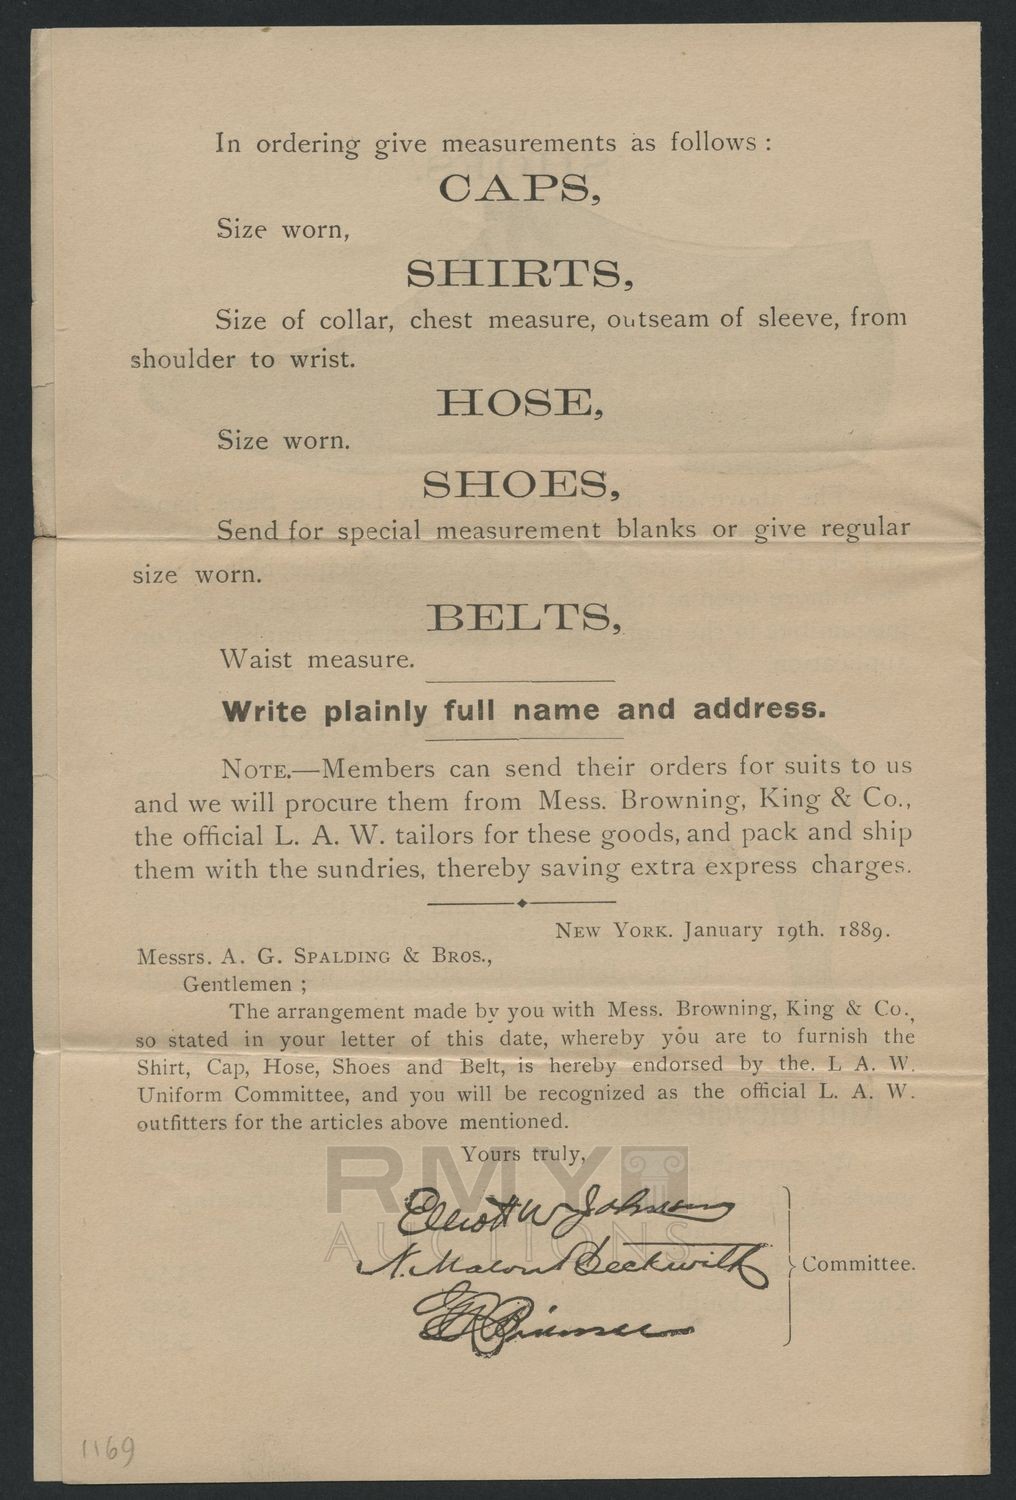 In ordering give measurements as follows :
CAPS,
Size worn,
SHIRTS,
Size of collar, chest measure, outseam of sleeve, from
shoulder to wrist.
HOSE,
Size worn.
SHOES,
Send for special measurement blanks or give regular
size worn.
BELTS,
Waist measure.
Write plainly full name and address.
NOTE.—Members can send their orders for suits to us
and we will procure them from Mess. Browning, King & Co.,
the official L. A. W. tailors for these goods, and pack and ship
them with the sundries, thereby saving extra express charges.
NEW YORK. January 19th. 1889.
Messrs. A. G. SPALDING & BROS.,
Gentlemen ;
The arrangement made by you with Mess. Browning, King & Co.,
so stated in your letter of this date, whereby you are to furnish the
Shirt, Cap, Hose, Shoes and Belt, is hereby endorsed by the. L A. W.
Uniform Committee, and you will be recognized as the official L. A. W.
outfitters for the articles above mentioned.
Yours truly,
RMY
AUCTIONS
Elliott W Johnson
N. Malon Beckwith
Committee.
1169